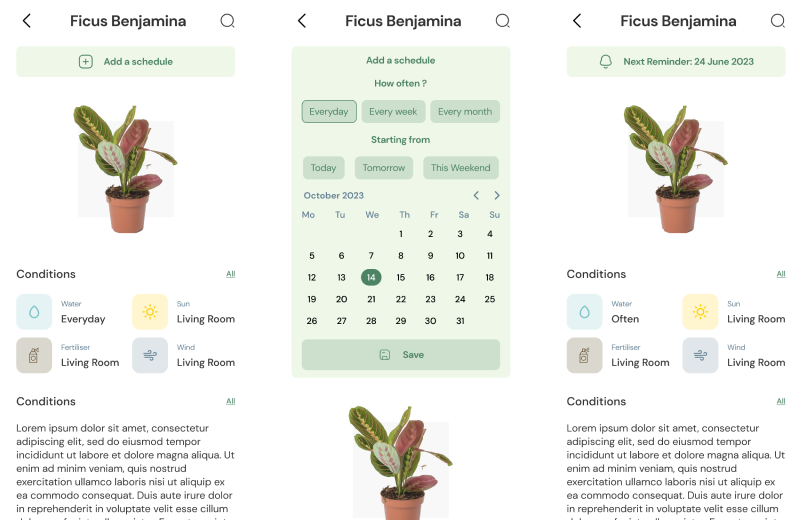 Ficus Benjamina
Add a schedule
Conditions
All
Water
Everyday
Sun
Living Room
Fertiliser
Living Room
Wind
Living Room
Conditions
All
Lorem ipsum dolor sit amet, consectetur
adipiscing elit, sed do eiusmod tempor
incididunt ut labore et dolore magna aliqua. Ut
enim ad minim veniam, quis nostrud
exercitation ullamco laboris nisi ut aliquip ex
ea commodo consequat. Duis aute irure dolor
in reprehenderit in voluptate velit esse cillum
Ficus Benjamina
Add a schedule
How often ?
Everyday Every week Every month
Starting from
Today Tomorrow This Weekend
October 2023
Mo Tu We Th Fr Sa Su
1 2 3 4
5 6 7 8 9 10 11
12 13 14 15 16 17 18
19 20 21 22 23 24 25
26 27 28 29 30 31
Save
Ficus Benjamina
Next Reminder: 24 June 2023
Conditions
All
Water
Often
Sun
Living Room
Fertiliser
Living Room
Wind
Living Room
Conditions
All
Lorem ipsum dolor sit amet, consectetur
adipiscing elit, sed do eiusmod tempor
incididunt ut labore et dolore magna aliqua. Ut
enim ad minim veniam, quis nostrud
exercitation ullamco laboris nisi ut aliquip ex
ea commodo consequat. Duis aute irure dolor
in reprehenderit in voluptate velit esse cillum